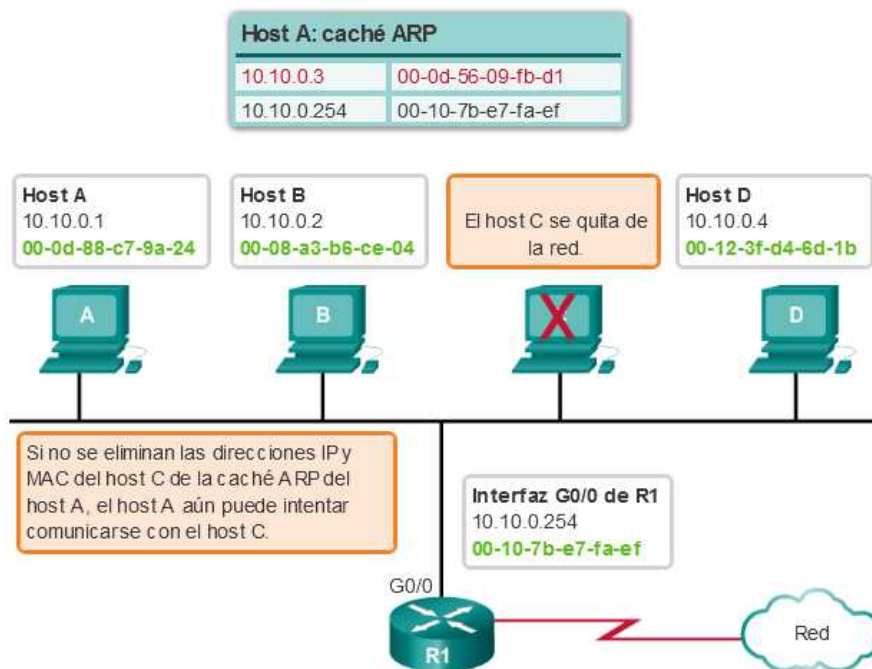 Host A: caché ARP
10.10.0.3 00-0d-56-09-fb-d1
10.10.0.254 00-10-7b-e7-fa-ef
Host A
10.10.0.1
00-0d-88-c7-9a-24
Host B
10.10.0.2
00-08-a3-b6-ce-04
El host C se quita de
la red.
Host D
10.10.0.4
00-12-3f-d4-6d-1b
A
B
D
Si no se eliminan las direcciones IP y
MAC del host C de la caché ARP del
host A, el host A aún puede intentar
comunicarse con el host C.
Interfaz G0/0 de R1
10.10.0.254
00-10-7b-e7-fa-ef
G0/0
R1
Red